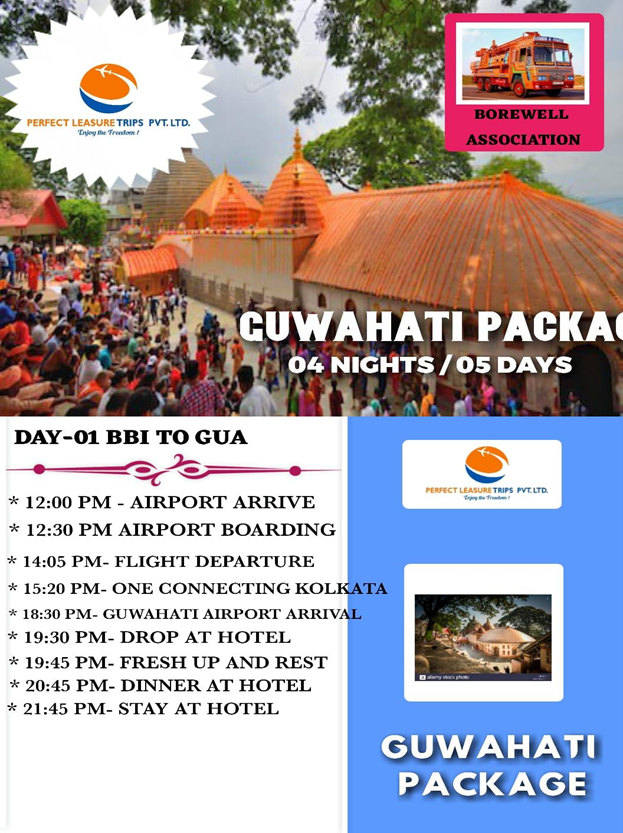 PERFECT LEASURE TRIPS PVT. LTD.
Enjoy the Freedom !
BOREWELL
ASSOCIATION
GUWAHATI PACKAG
04 NIGHTS / 05 DAYS
DAY-01 BBI TO GUA
* 12:00 PM - AIRPORT ARRIVE
* 12:30 PM AIRPORT BOARDING
* 14:05 PM- FLIGHT DEPARTURE
* 15:20 PM- ONE CONNECTING KOLKATA
* 18:30 PM- GUWAHATI AIRPORT ARRIVAL
* 19:30 PM- DROP AT HOTEL
* 19:45 PM- FRESH UP AND REST
* 20:45 PM- DINNER AT HOTEL
* 21:45 PM- STAY AT HOTEL
PERFECT LEASURE TRIPS PVT. LTD.
Enjoy the Freedom !
a alamy stock photo
GUWAHATI
PACKAGE